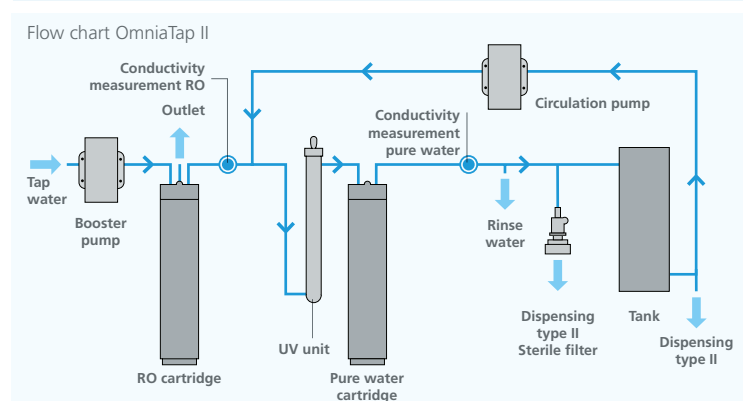 Flow chart OmniaTap II
Conductivity
measurement RO
Outlet
Circulation pump
Conductivity
measurement
pure water
Tap
water
Booster
pump
Rinse
water
UV unit
Dispensing
type II
Sterile filter
Tank
Dispensing
type II
RO cartridge
Pure water
cartridge